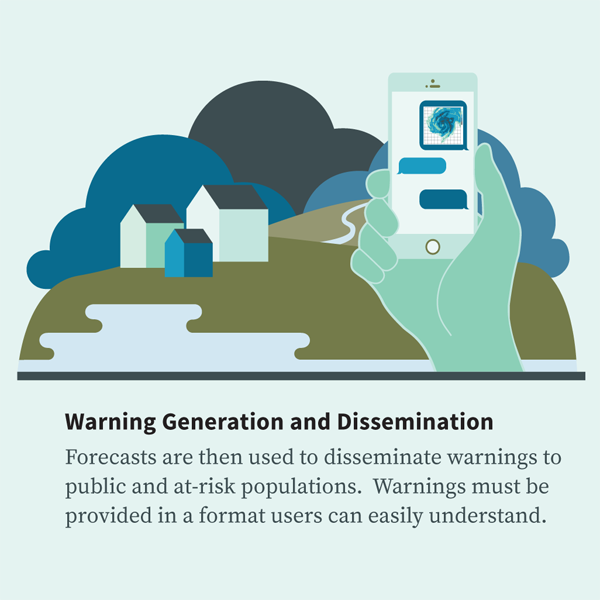 Warning Generation and Dissemination
Forecasts are then used to disseminate warnings to
public and at-risk populations.  Warnings must be
provided in a format users can easily understand.